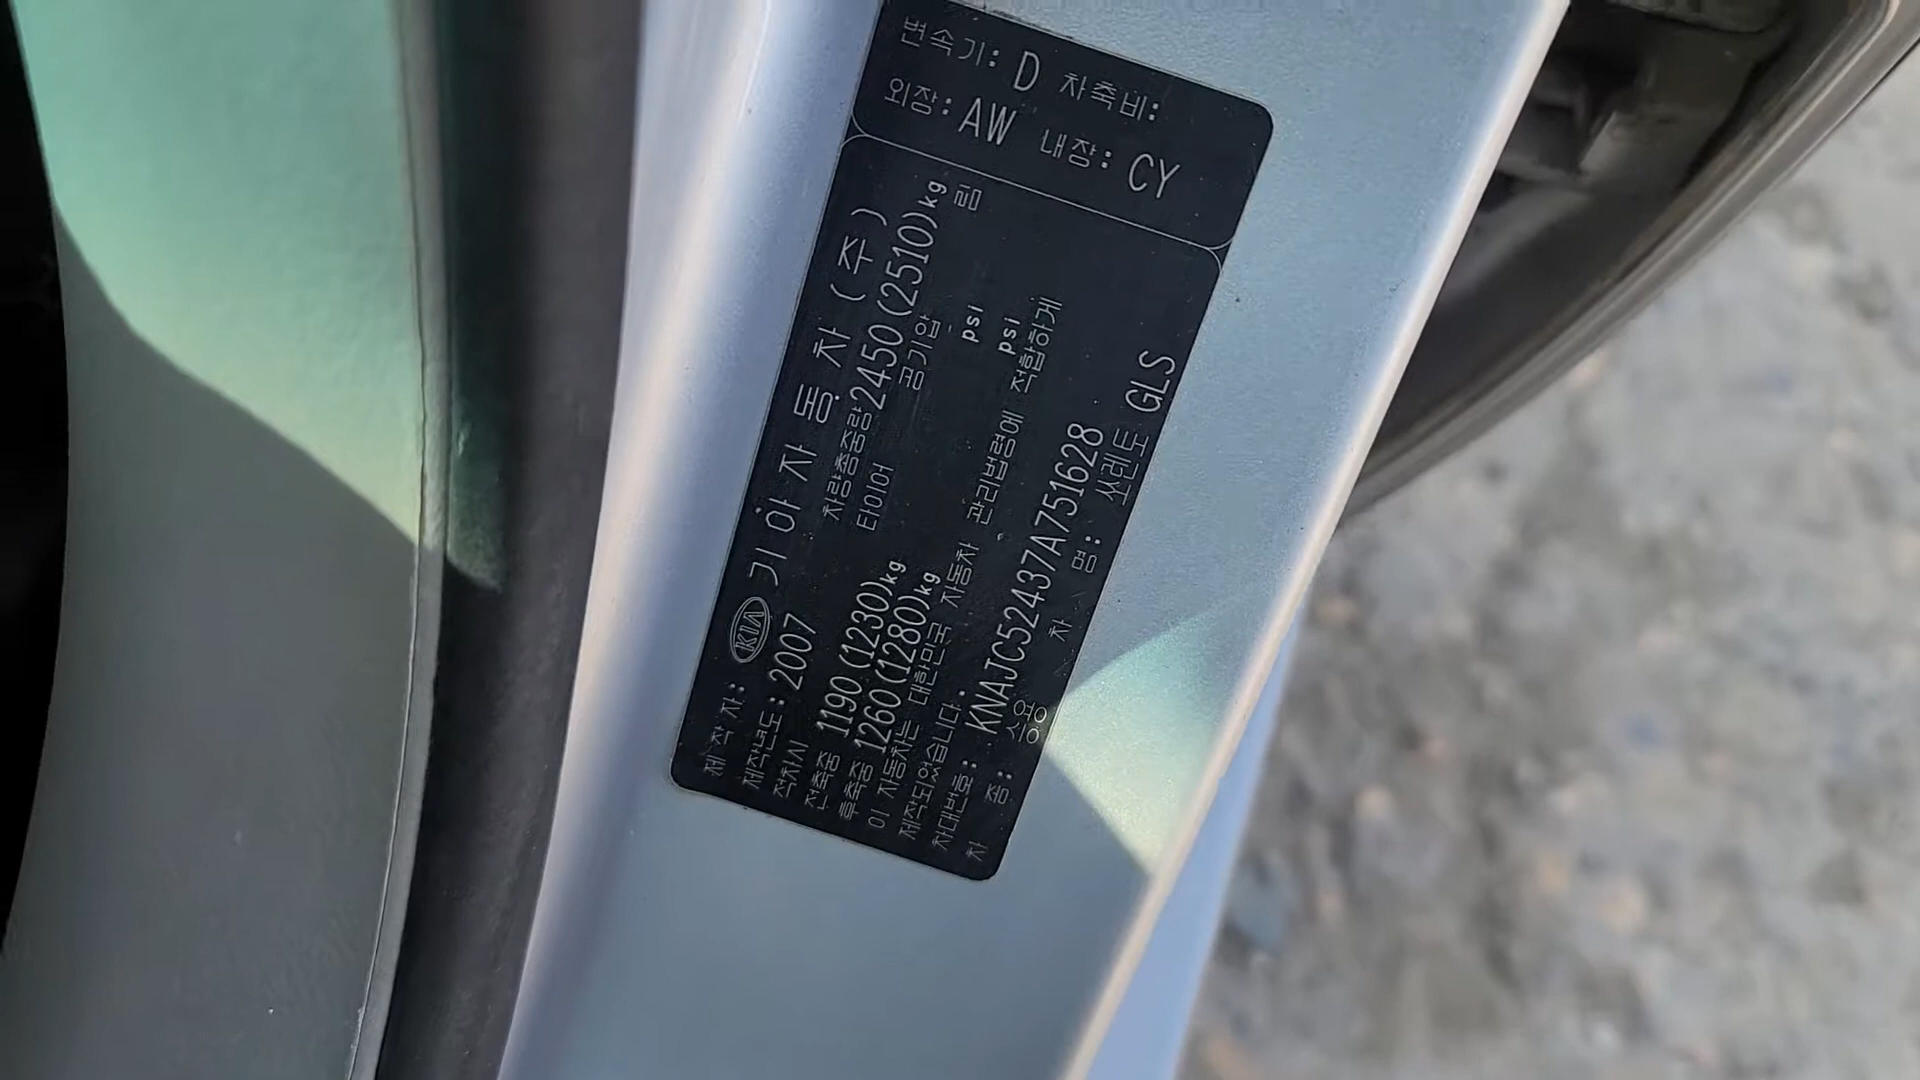 제 작 자: KIA 기 아 자 동 차 ( 주 )
제작년도: 2007 차량총중량 2450(2510)kg
적차시 타이어 공기압 림
전축중 1190(1230)kg psi
후축중 1260(1280)kg psi
이 자동차는 대한민국 자동차 관리법령에 적합하게
제작되었습니다.
차대번호: KNAJC52437A751628
차 종: 승용 차 명: 쏘렌토 GLS
변속기: D 차축비:
외장: AW 내장: CY